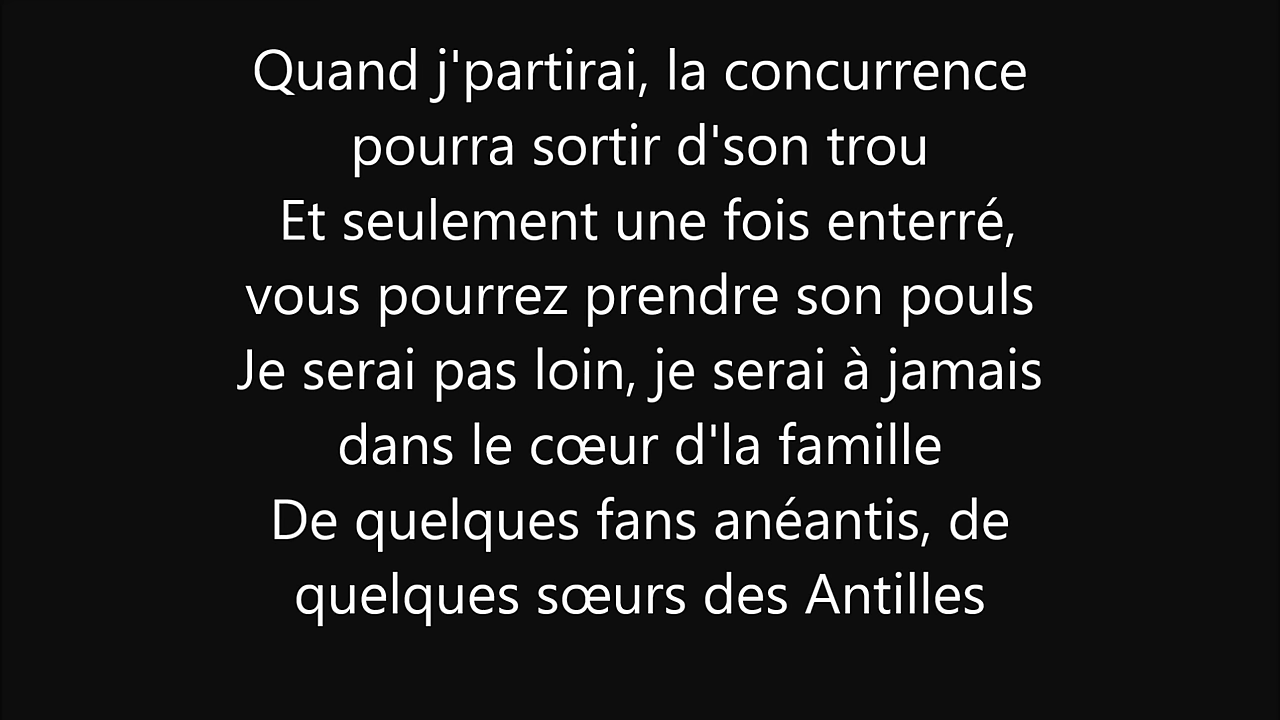 Quand j'partirai, la concurrence
pourra sortir d'son trou
Et seulement une fois enterré,
vous pourrez prendre son pouls
Je serai pas loin, je serai à jamais
dans le cœur d'la famille
De quelques fans anéantis, de
quelques sœurs des Antilles